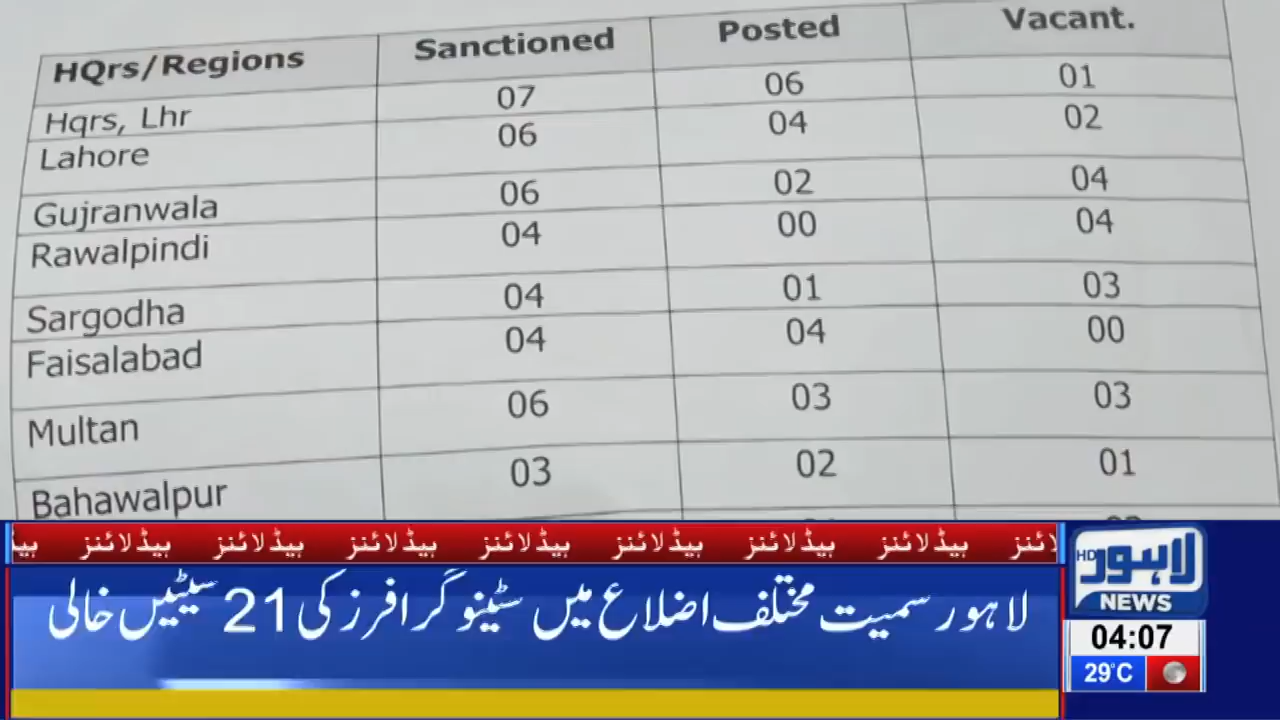 HQrs/Regions Sanctioned Posted Vacant.
Hqrs, Lhr 07 06 01
Lahore 06 04 02
Gujranwala 06 02 04
Rawalpindi 04 00 04
Sargodha 04 01 03
Faisalabad 04 04 00
Multan 06 03 03
Bahawalpur 03 02 01
ہیڈلائنز ہیڈلائنز ہیڈلائنز ہیڈلائنز ہیڈلائنز ہیڈلائنز ہیڈلائنز
لاہور سمیت مختلف اضلاع میں سٹینوگرافرز کی 21 سیٹیں خالی
لاہور HD
NEWS
04:07
29°C